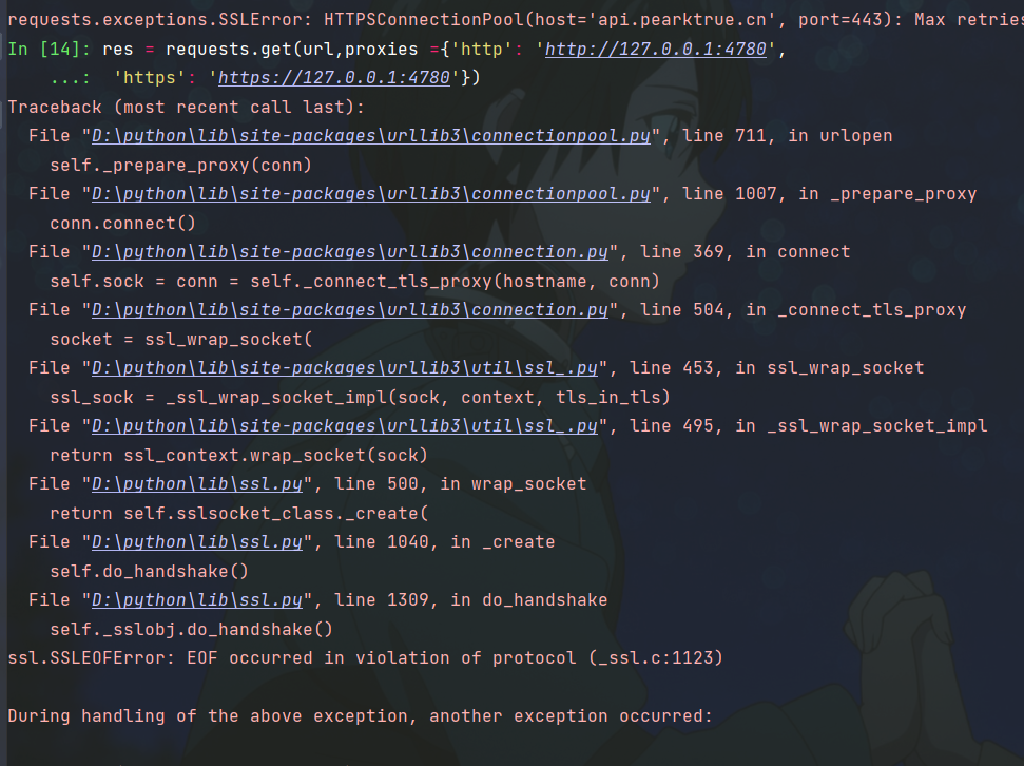 requests.exceptions.SSLError: HTTPSConnectionPool(host='api.pearktrue.cn', port=443): Max retries
In [14]: res = requests.get(url,proxies ={'http': 'http://127.0.0.1:4780',
    ...:  'https': 'https://127.0.0.1:4780'})
Traceback (most recent call last):
  File "D:\python\lib\site-packages\urllib3\connectionpool.py", line 711, in urlopen
    self._prepare_proxy(conn)
  File "D:\python\lib\site-packages\urllib3\connectionpool.py", line 1007, in _prepare_proxy
    conn.connect()
  File "D:\python\lib\site-packages\urllib3\connection.py", line 369, in connect
    self.sock = conn = self._connect_tls_proxy(hostname, conn)
  File "D:\python\lib\site-packages\urllib3\connection.py", line 504, in _connect_tls_proxy
    socket = ssl_wrap_socket(
  File "D:\python\lib\site-packages\urllib3\util\ssl_.py", line 453, in ssl_wrap_socket
    ssl_sock = _ssl_wrap_socket_impl(sock, context, tls_in_tls)
  File "D:\python\lib\site-packages\urllib3\util\ssl_.py", line 495, in _ssl_wrap_socket_impl
    return ssl_context.wrap_socket(sock)
  File "D:\python\lib\ssl.py", line 500, in wrap_socket
    return self.sslsocket_class._create(
  File "D:\python\lib\ssl.py", line 1040, in _create
    self.do_handshake()
  File "D:\python\lib\ssl.py", line 1309, in do_handshake
    self._sslobj.do_handshake()
ssl.SSLEOFError: EOF occurred in violation of protocol (_ssl.c:1123)
During handling of the above exception, another exception occurred: